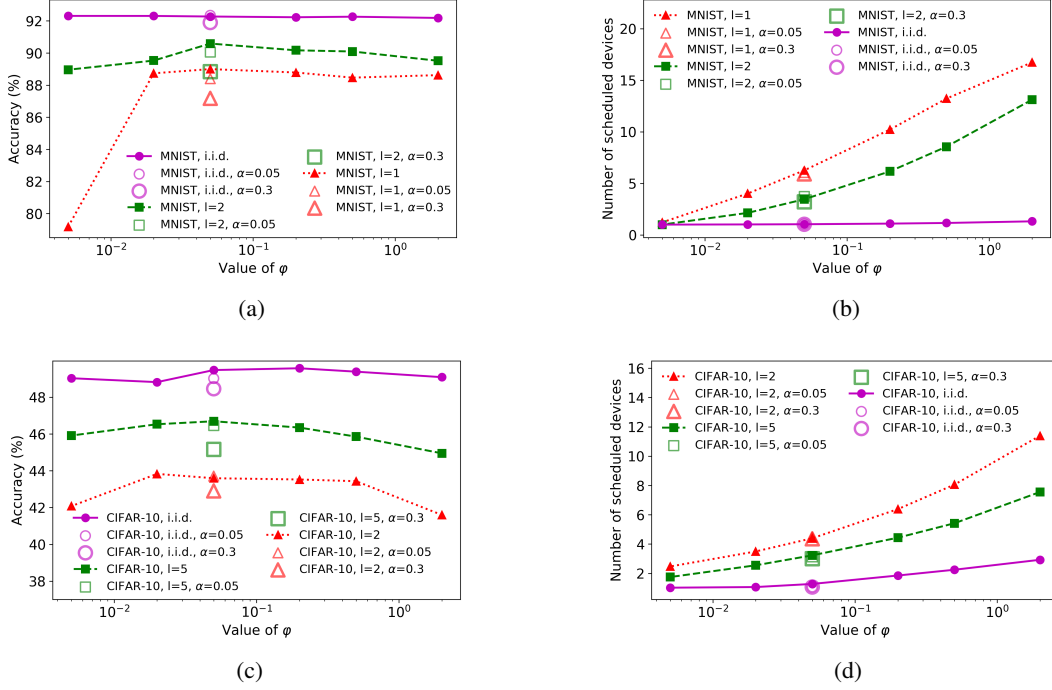 92
90
88
86
84
82
80
Accuracy (%)
MNIST, i.i.d.
MNIST, i.i.d., α=0.05
MNIST, i.i.d., α=0.3
MNIST, l=2
MNIST, l=2, α=0.05
MNIST, l=2, α=0.3
MNIST, l=1
MNIST, l=1, α=0.05
MNIST, l=1, α=0.3
10⁻² 10⁻¹ 10⁰
Value of φ
(a)
20
15
10
5
0
Number of scheduled devices
MNIST, l=1
MNIST, l=1, α=0.05
MNIST, l=1, α=0.3
MNIST, l=2
MNIST, l=2, α=0.05
MNIST, l=2, α=0.3
MNIST, i.i.d.
MNIST, i.i.d., α=0.05
MNIST, i.i.d., α=0.3
10⁻² 10⁻¹ 10⁰
Value of φ
(b)
48
46
44
42
40
38
Accuracy (%)
CIFAR-10, i.i.d.
CIFAR-10, i.i.d., α=0.05
CIFAR-10, i.i.d., α=0.3
CIFAR-10, l=5
CIFAR-10, l=5, α=0.05
CIFAR-10, l=5, α=0.3
CIFAR-10, l=2
CIFAR-10, l=2, α=0.05
CIFAR-10, l=2, α=0.3
10⁻² 10⁻¹ 10⁰
Value of φ
(c)
16
14
12
10
8
6
4
2
Number of scheduled devices
CIFAR-10, l=2
CIFAR-10, l=2, α=0.05
CIFAR-10, l=2, α=0.3
CIFAR-10, l=5
CIFAR-10, l=5, α=0.05
CIFAR-10, l=5, α=0.3
CIFAR-10, i.i.d.
CIFAR-10, i.i.d., α=0.05
CIFAR-10, i.i.d., α=0.3
10⁻² 10⁻¹ 10⁰
Value of φ
(d)